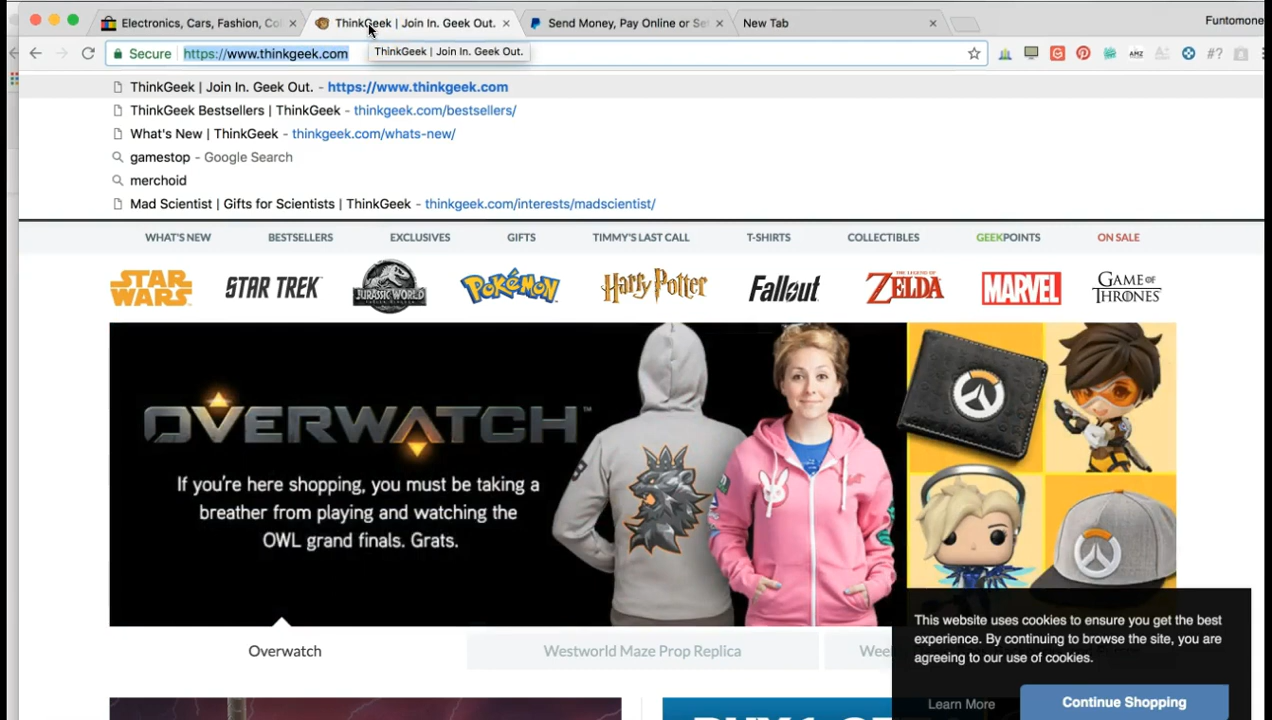 Electronics, Cars, Fashion, Co
ThinkGeek | Join In. Geek Out.
Send Money, Pay Online or Se
New Tab
Funtomone
Secure
https://www.thinkgeek.com
ThinkGeek | Join In. Geek Out.
AMZ
#?
ThinkGeek | Join In. Geek Out. - https://www.thinkgeek.com
ThinkGeek Bestsellers | ThinkGeek - thinkgeek.com/bestsellers/
What's New | ThinkGeek - thinkgeek.com/whats-new/
gamestop - Google Search
merchoid
Mad Scientist | Gifts for Scientists | ThinkGeek - thinkgeek.com/interests/madscientist/
WHAT'S NEW BESTSELLERS EXCLUSIVES GIFTS TIMMY'S LAST CALL T-SHIRTS COLLECTIBLES GEEKPOINTS ON SALE
STAR WARS
STAR TREK
JURASSIC WORLD
POKéMON
Harry Potter
Fallout
THE LEGEND OF ZELDA
MARVEL
GAME OF THRONES
OVERWATCH™
If you're here shopping, you must be taking a
breather from playing and watching the
OWL grand finals. Grats.
This website uses cookies to ensure you get the best
experience. By continuing to browse the site, you are
agreeing to our use of cookies.
Overwatch
Westworld Maze Prop Replica
Learn More
Continue Shopping